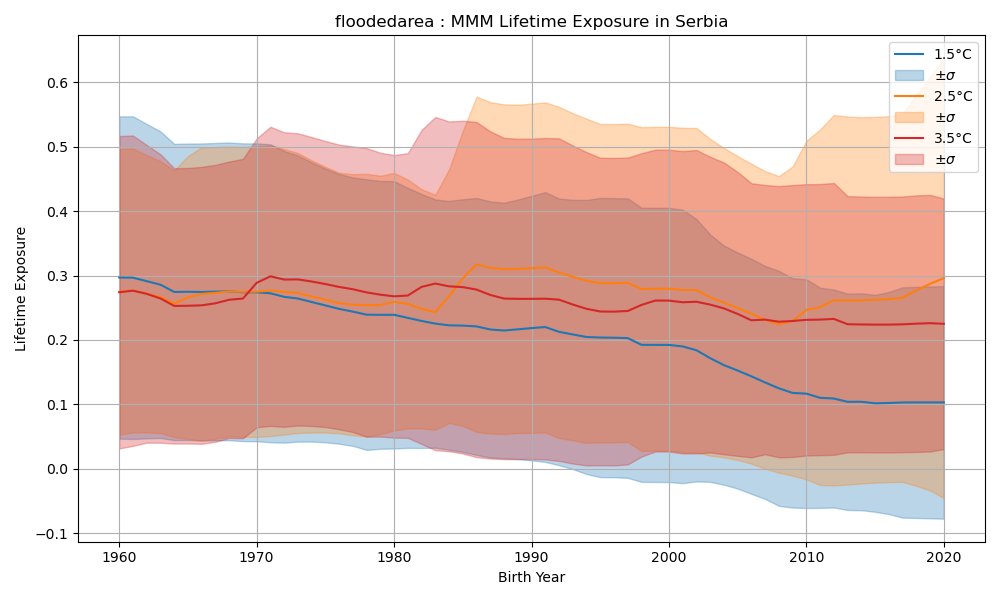 floodedarea : MMM Lifetime Exposure in Serbia
Lifetime Exposure
0.6
0.5
0.4
0.3
0.2
0.1
0.0
−0.1
1.5°C
±σ
2.5°C
±σ
3.5°C
±σ
1960 1970 1980 1990 2000 2010 2020
Birth Year